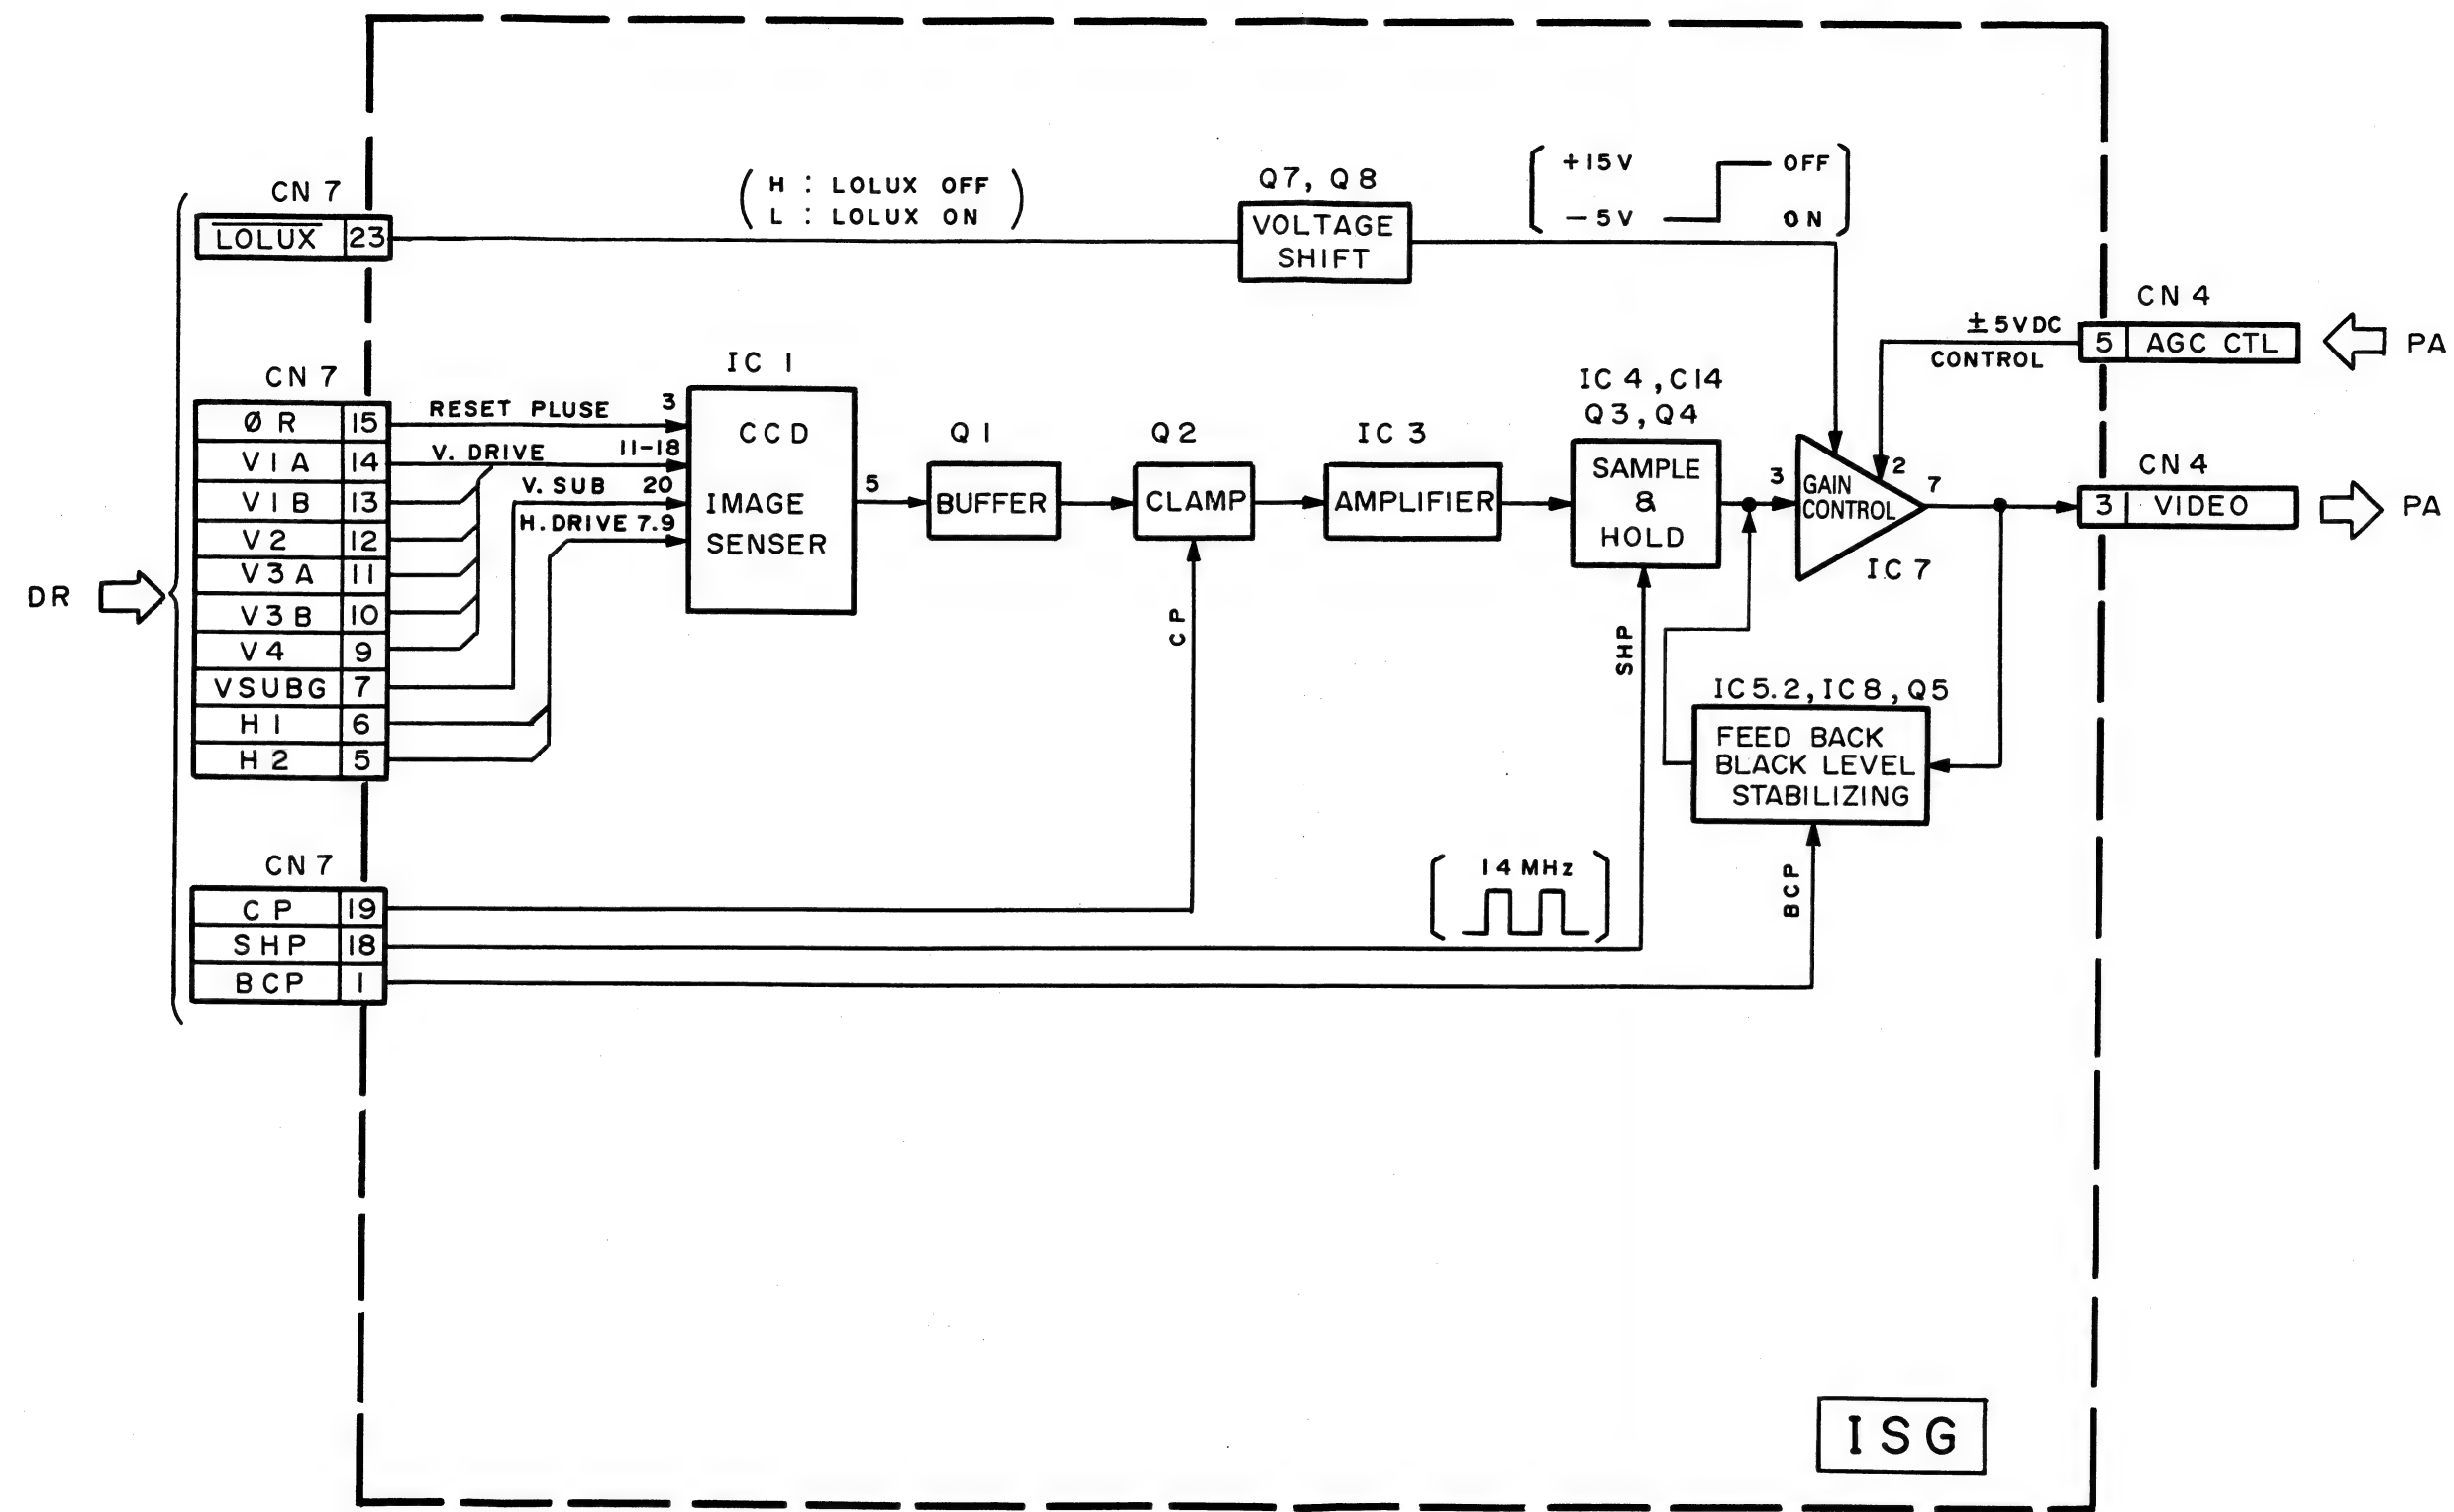 CN 7
LOLUX 23
( H : LOLUX OFF
L : LOLUX ON )
Q7, Q8
VOLTAGE
SHIFT
+15V OFF
-5V ON
CN 4
±5VDC
CONTROL
5 AGC CTL
PA
CN 7
Ø R 15
V1A 14
V1B 13
V2 12
V3A 11
V3B 10
V4 9
VSUBG 7
H1 6
H2 5
DR
RESET PLUSE 3
V. DRIVE 11-18
V. SUB 20
H. DRIVE 7.9
IC 1
CCD
IMAGE
SENSER
5
Q1
BUFFER
Q2
CLAMP
CP
IC 3
AMPLIFIER
IC 4, C14
Q3, Q4
SAMPLE
&
HOLD
SHP
3
GAIN
CONTROL
2
7
IC 7
CN 4
3 VIDEO
PA
IC5.2, IC8, Q5
FEED BACK
BLACK LEVEL
STABILIZING
BCP
14 MHz
CN 7
CP 19
SHP 18
BCP 1
ISG